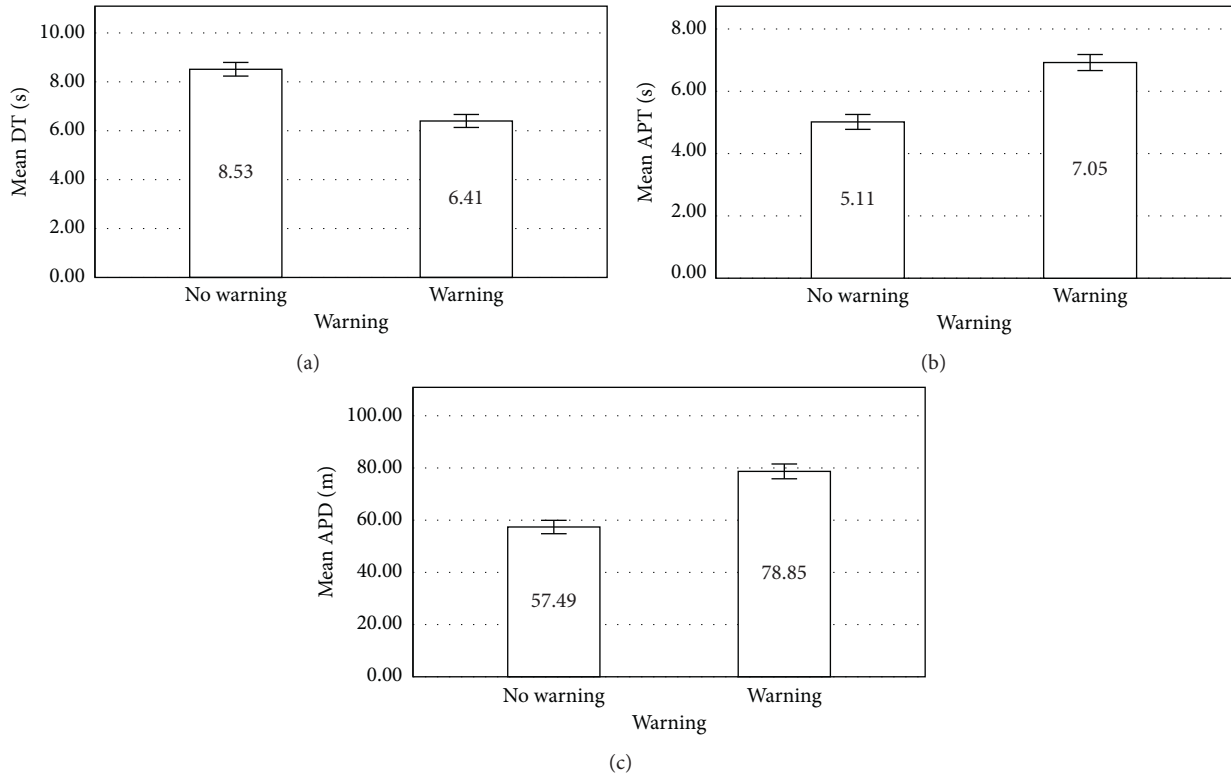 10.00
8.00
6.00
4.00
2.00
0.00
Mean DT (s)
8.53
6.41
No warning
Warning
Warning
(a)
8.00
6.00
4.00
2.00
0.00
Mean APT (s)
5.11
7.05
No warning
Warning
Warning
(b)
100.00
80.00
60.00
40.00
20.00
0.00
Mean APD (m)
57.49
78.85
No warning
Warning
Warning
(c)